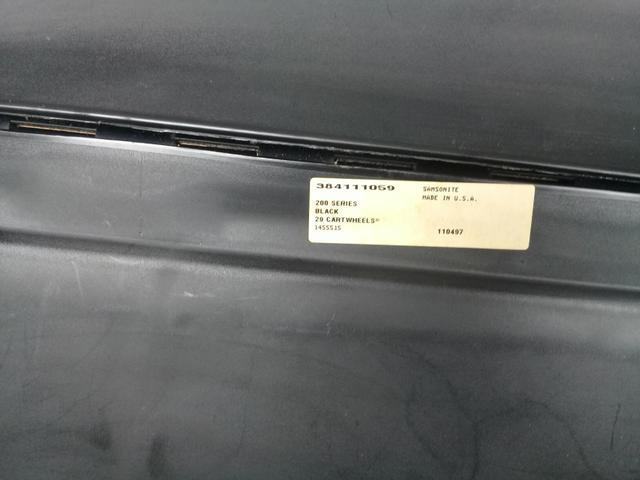 384111059 SAMSONITE
MADE IN U.S.A.
200 SERIES
BLACK
29 CARTWHEELS®
1455515 110497